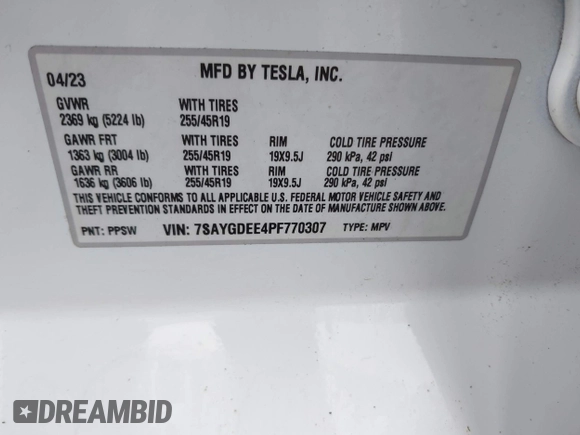 04/23 MFD BY TESLA, INC.
GVWR WITH TIRES
2369 kg (5224 lb) 255/45R19
GAWR FRT WITH TIRES RIM COLD TIRE PRESSURE
1363 kg (3004 lb) 255/45R19 19X9.5J 290 kPa, 42 psi
GAWR RR WITH TIRES RIM COLD TIRE PRESSURE
1636 kg (3606 lb) 255/45R19 19X9.5J 290 kPa, 42 psi
THIS VEHICLE CONFORMS TO ALL APPLICABLE U.S. FEDERAL MOTOR VEHICLE SAFETY AND
THEFT PREVENTION STANDARDS IN EFFECT ON THE DATE OF MANUFACTURE SHOWN ABOVE.
PNT: PPSW VIN: 7SAYGDEE4PF770307 TYPE: MPV
DREAMBID